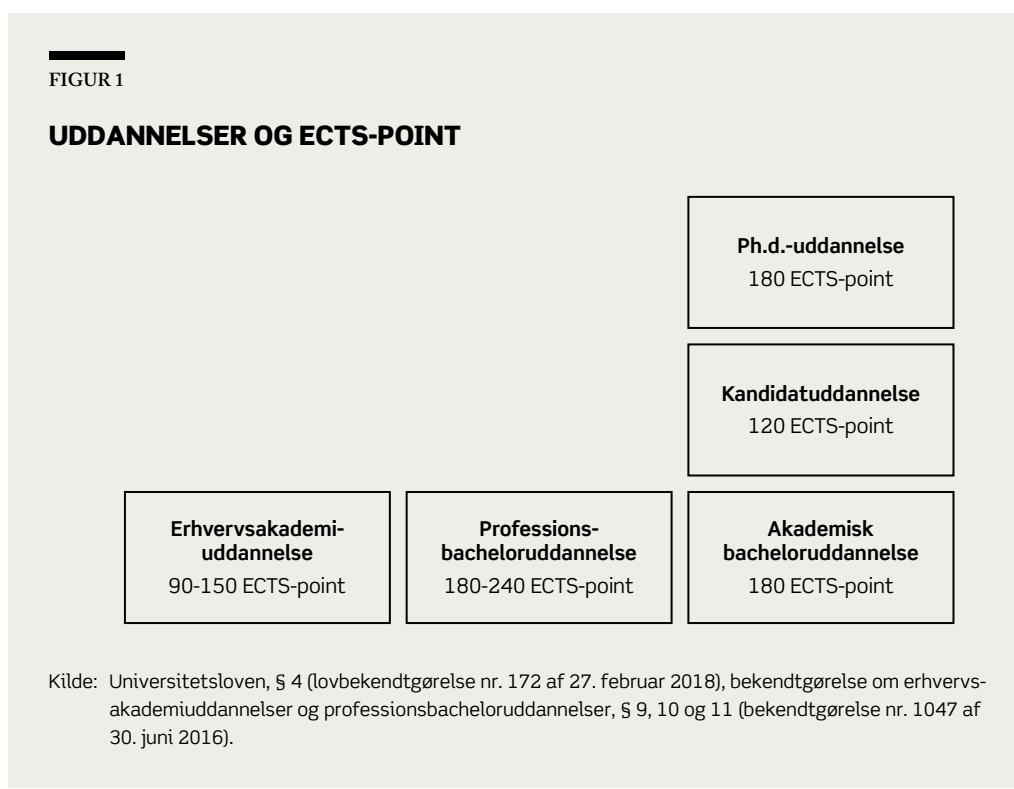 FIGUR 1
UDDANNELSER OG ECTS-POINT
Ph.d.-uddannelse
180 ECTS-point
Kandidatuddannelse
120 ECTS-point
Erhvervsakademi-
uddannelse
90-150 ECTS-point
Professions-
bacheloruddannelse
180-240 ECTS-point
Akademisk
bacheloruddannelse
180 ECTS-point
Kilde: Universitetsloven, § 4 (lovbekendtgørelse nr. 172 af 27. februar 2018), bekendtgørelse om erhvervs-
akademiuddannelser og professionsbacheloruddannelser, § 9, 10 og 11 (bekendtgørelse nr. 1047 af
30. juni 2016).